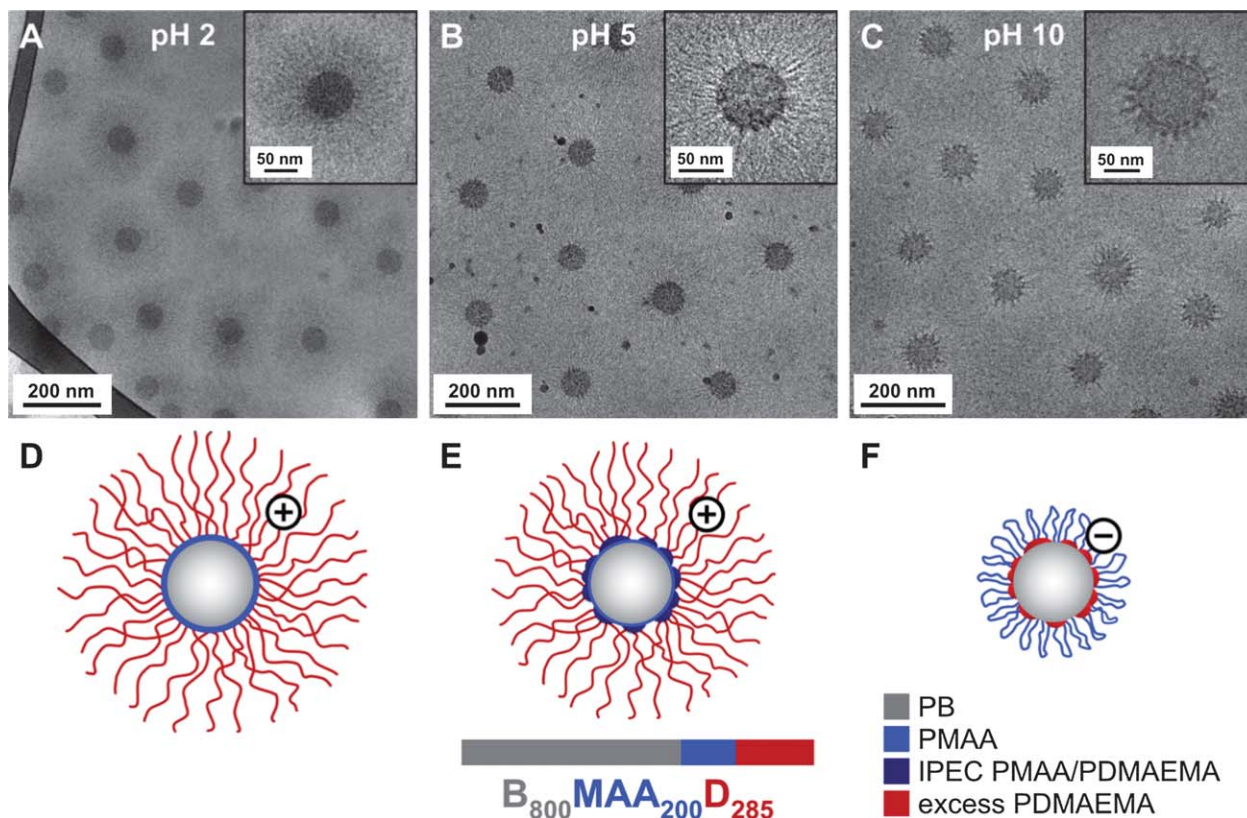 A pH 2
50 nm
200 nm
B pH 5
50 nm
200 nm
C pH 10
50 nm
200 nm
D
+
E
+
F
−
B₈₀₀MAA₂₀₀D₂₈₅
PB
PMAA
IPEC PMAA/PDMAEMA
excess PDMAEMA